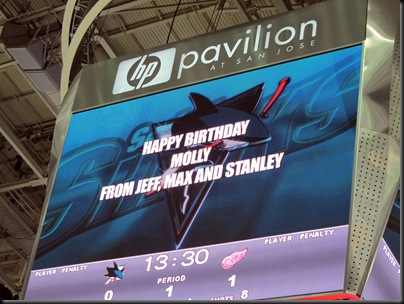 hp pavilion
AT SAN JOSE
HAPPY BIRTHDAY
MOLLY
FROM JEFF, MAX AND STANLEY
PLAYER PENALTY 13:30 PLAYER PENALTY
PERIOD
0 1 1
SHOTS 8